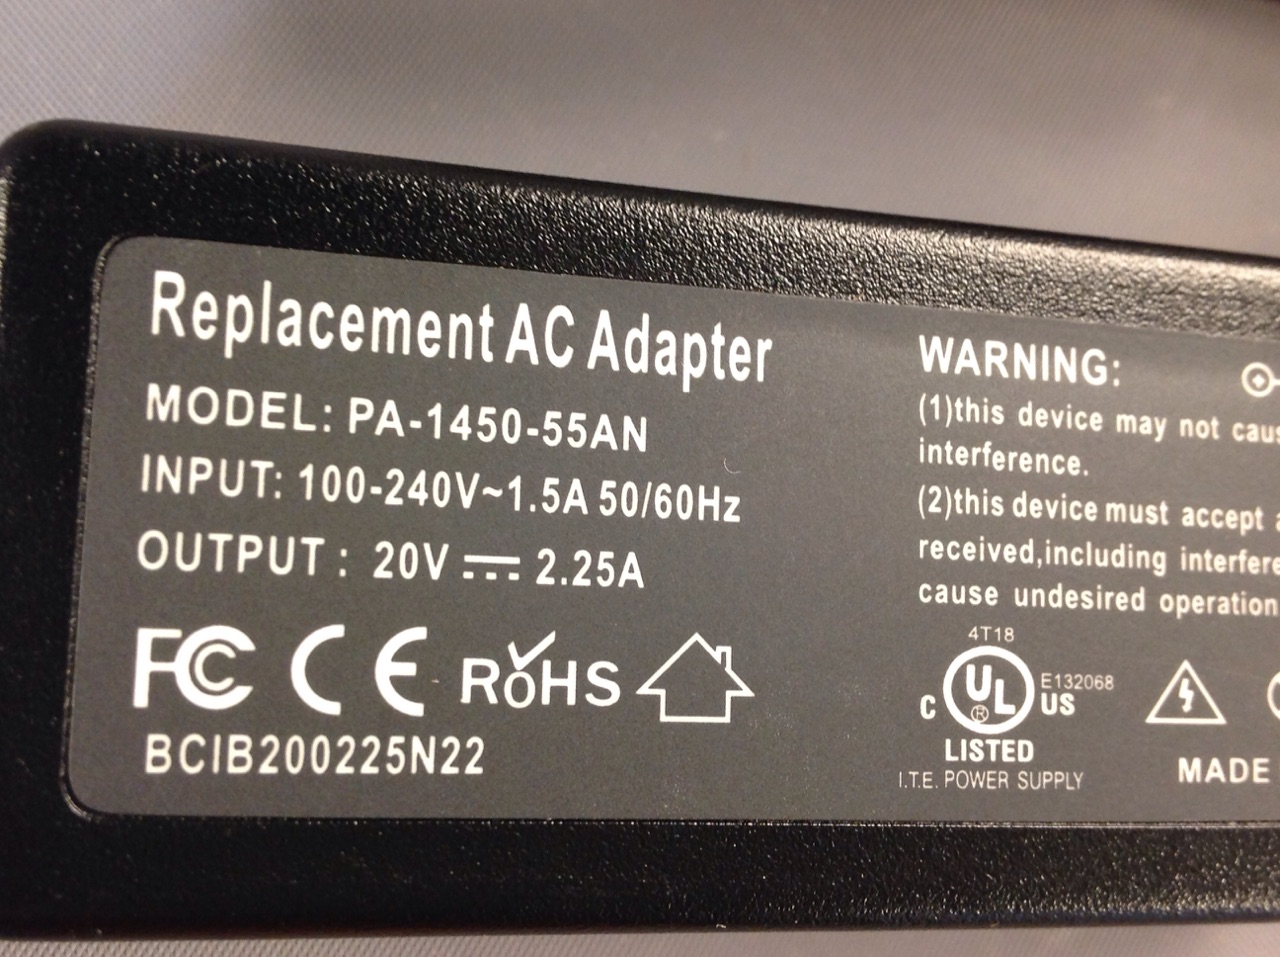 Replacement AC Adapter
MODEL: PA-1450-55AN
INPUT: 100-240V~1.5A 50/60Hz
OUTPUT : 20V ⎓ 2.25A
FC CE RoHS
BCIB200225N22
WARNING:
(1)this device may not
interference.
(2)this device must accept
received,including
cause undesired operation
4T18
C UL ® US
E132068
LISTED
I.T.E. POWER SUPPLY
MADE